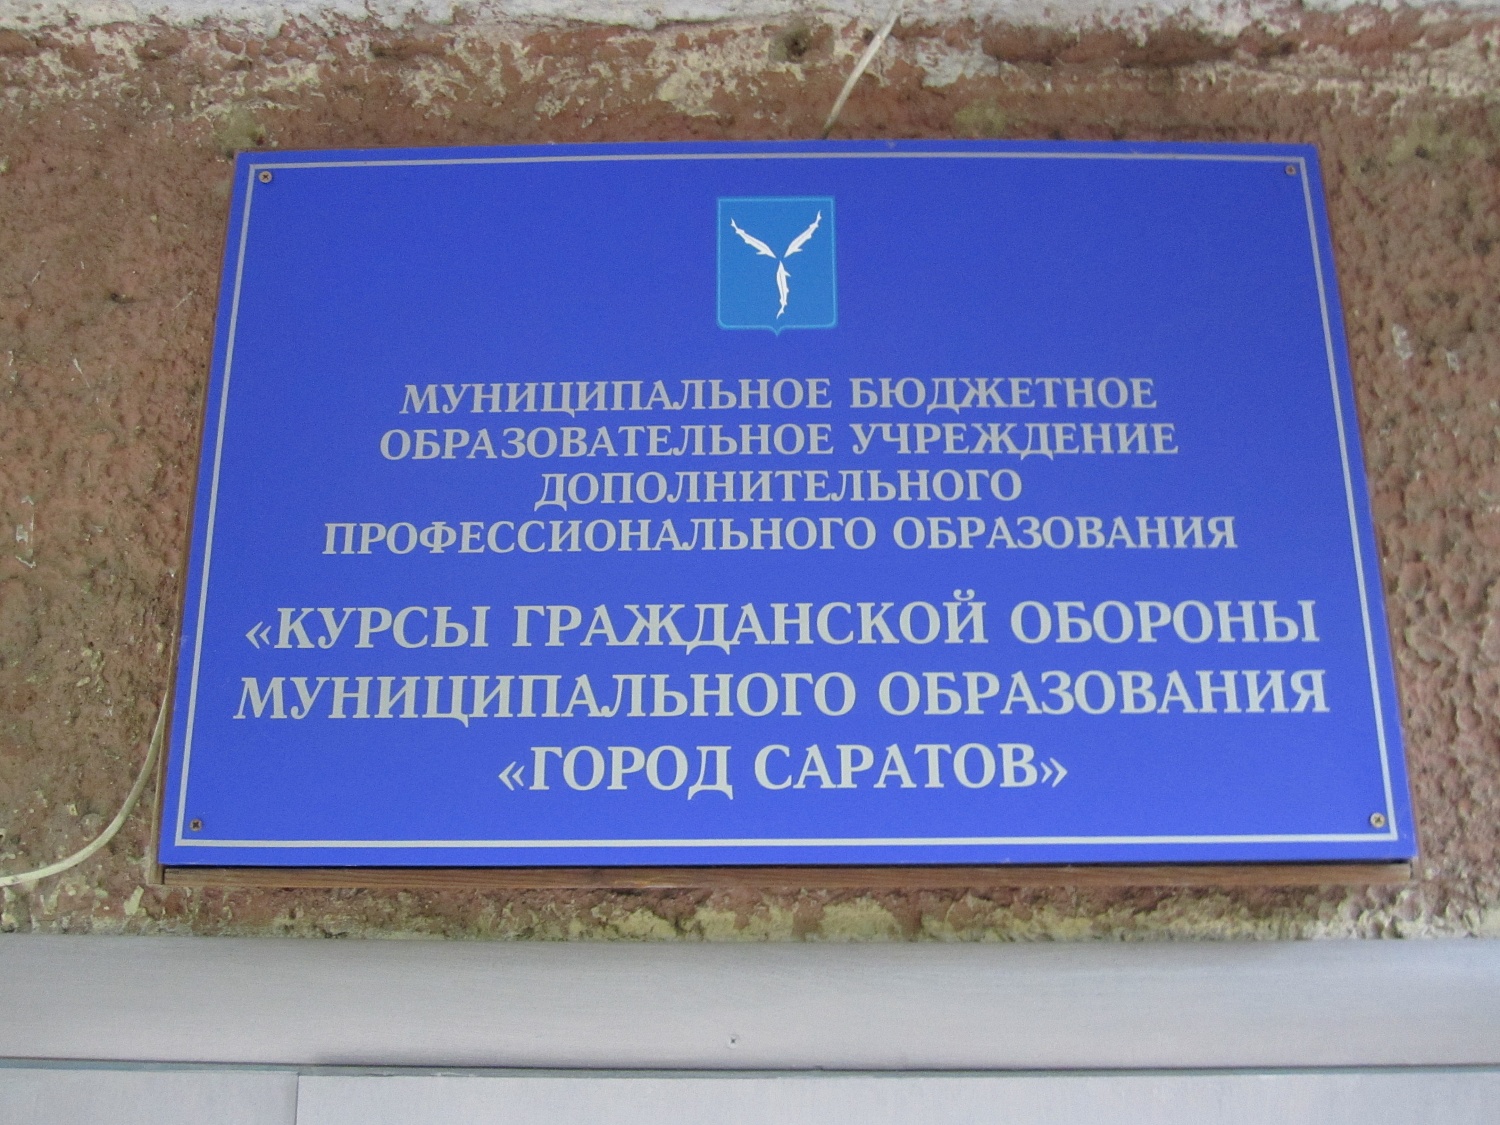 МУНИЦИПАЛЬНОЕ БЮДЖЕТНОЕ
ОБРАЗОВАТЕЛЬНОЕ УЧРЕЖДЕНИЕ
ДОПОЛНИТЕЛЬНОГО
ПРОФЕССИОНАЛЬНОГО ОБРАЗОВАНИЯ
«КУРСЫ ГРАЖДАНСКОЙ ОБОРОНЫ
МУНИЦИПАЛЬНОГО ОБРАЗОВАНИЯ
«ГОРОД САРАТОВ»